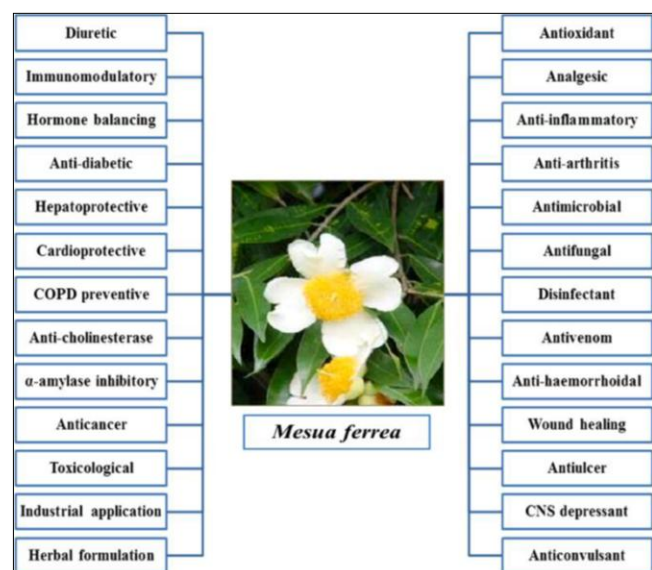 Diuretic
Immunomodulatory
Hormone balancing
Anti-diabetic
Hepatoprotective
Cardioprotective
COPD preventive
Anti-cholinesterase
α-amylase inhibitory
Anticancer
Toxicological
Industrial application
Herbal formulation
Mesua ferrea
Antioxidant
Analgesic
Anti-inflammatory
Anti-arthritis
Antimicrobial
Antifungal
Disinfectant
Antivenom
Anti-haemorrhoidal
Wound healing
Antiulcer
CNS depressant
Anticonvulsant